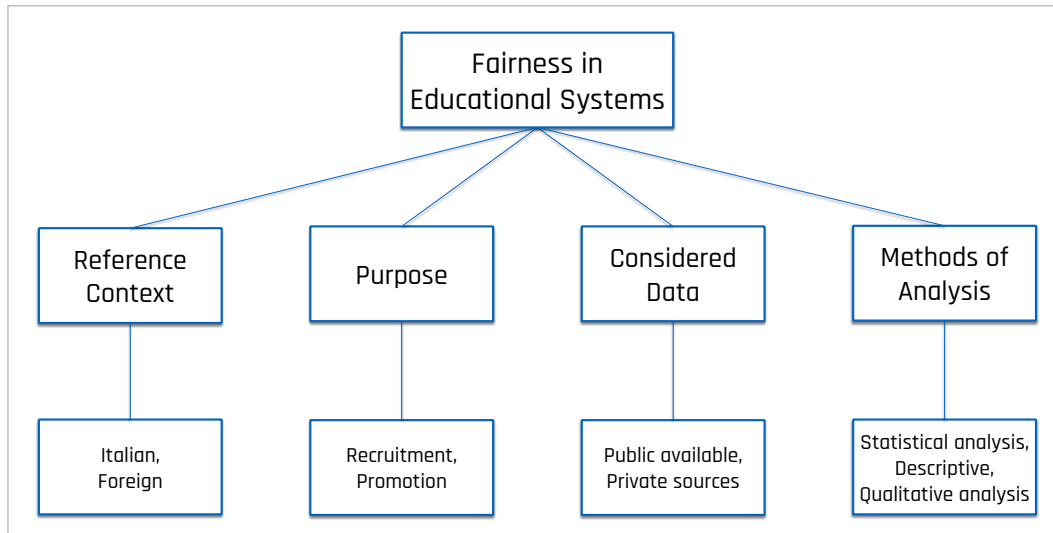 Fairness in
Educational Systems
Reference
Context
Purpose
Considered
Data
Methods of
Analysis
Italian,
Foreign
Recruitment,
Promotion
Public available,
Private sources
Statistical analysis,
Descriptive,
Qualitative analysis